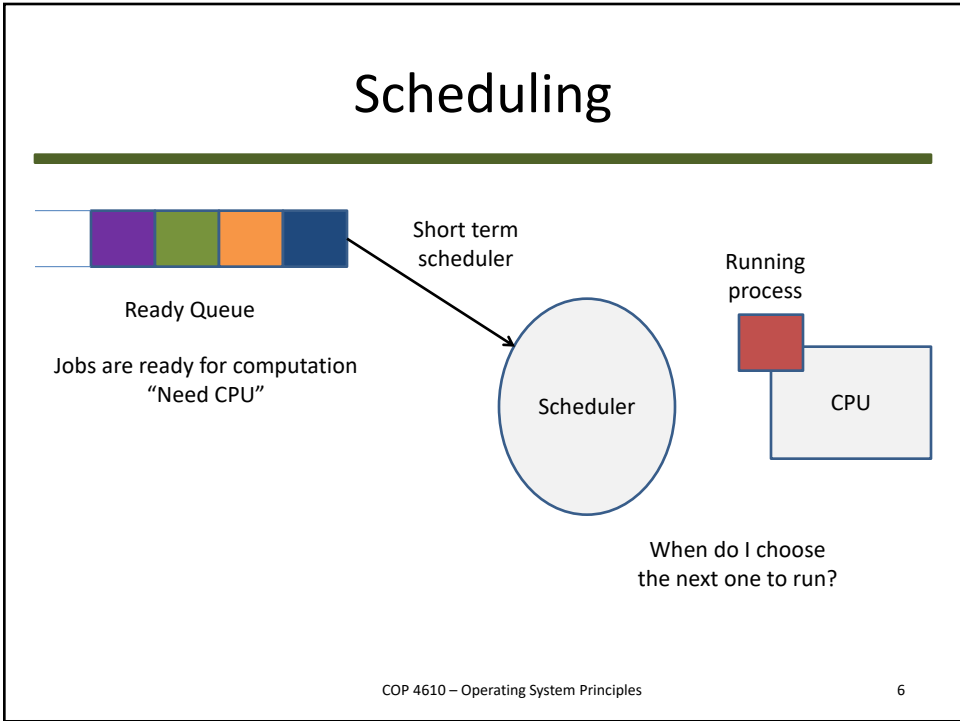 Scheduling
Short term
scheduler
Running
process
Ready Queue
Jobs are ready for computation
“Need CPU”
Scheduler
CPU
When do I choose
the next one to run?
COP 4610 – Operating System Principles
6